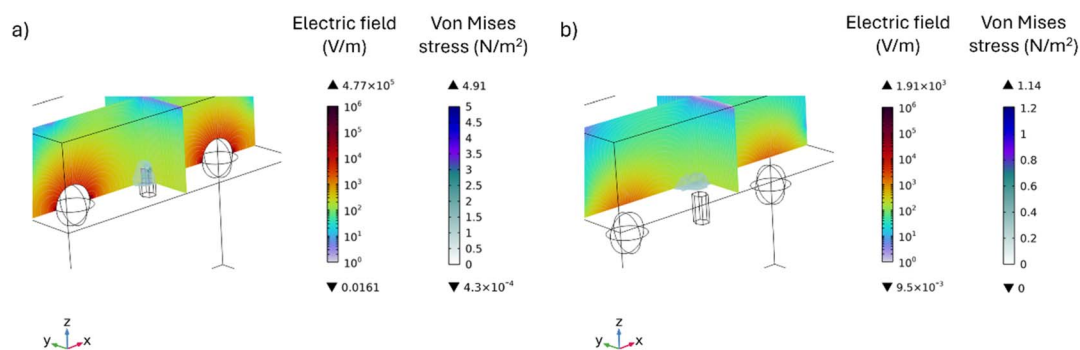 a)
Electric field
(V/m)
Von Mises
stress (N/m²)
▲ 4.77×10⁵
▲ 4.91
10⁶
10⁵
10⁴
10³
10²
10¹
10⁰
5
4.5
4
3.5
3
2.5
2
1.5
1
0.5
0
▼ 0.0161
▼ 4.3×10⁻⁴
z
y
x
b)
Electric field
(V/m)
Von Mises
stress (N/m²)
▲ 1.91×10³
▲ 1.14
10⁶
10⁵
10⁴
10³
10²
10¹
10⁰
1.2
1
0.8
0.6
0.4
0.2
0
▼ 9.5×10⁻³
▼ 0
z
y
x